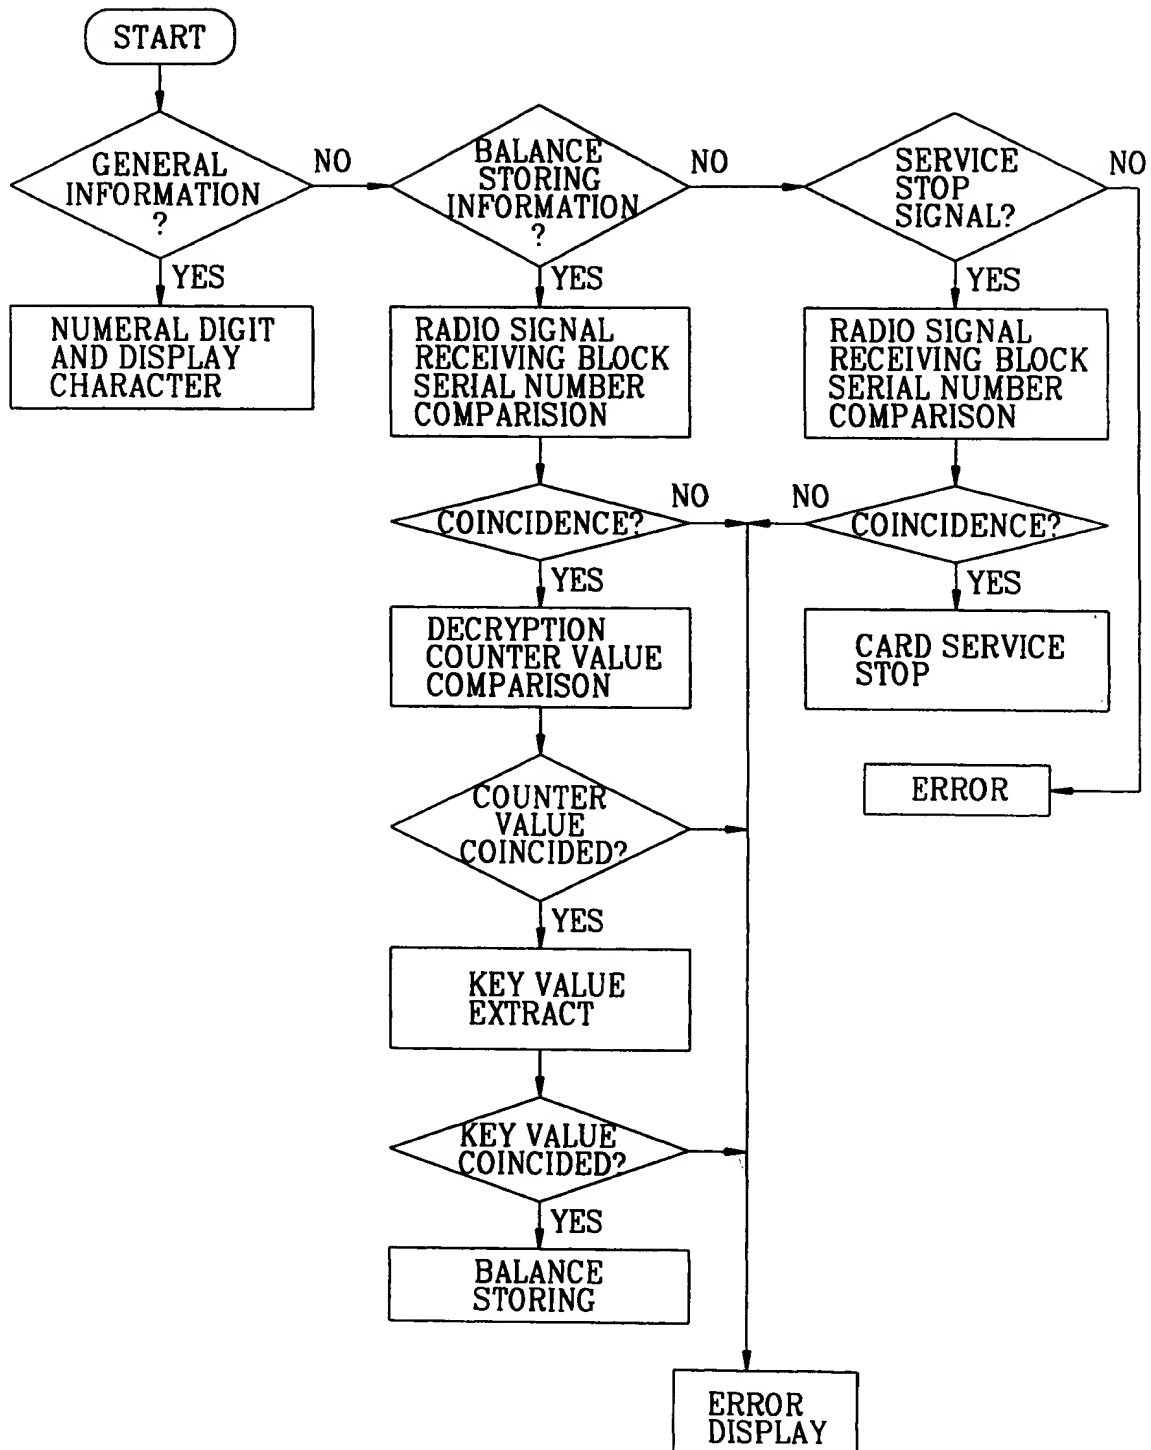 START
GENERAL
INFORMATION
?
NO
YES
NUMERAL DIGIT
AND DISPLAY
CHARACTER
BALANCE
STORING
INFORMATION
?
NO
YES
RADIO SIGNAL
RECEIVING BLOCK
SERIAL NUMBER
COMPARISION
COINCIDENCE?
NO
YES
DECRYPTION
COUNTER VALUE
COMPARISON
COUNTER
VALUE
COINCIDED?
YES
KEY VALUE
EXTRACT
KEY VALUE
COINCIDED?
YES
BALANCE
STORING
SERVICE
STOP
SIGNAL?
NO
YES
RADIO SIGNAL
RECEIVING BLOCK
SERIAL NUMBER
COMPARISON
NO
COINCIDENCE?
YES
CARD SERVICE
STOP
ERROR
ERROR
DISPLAY